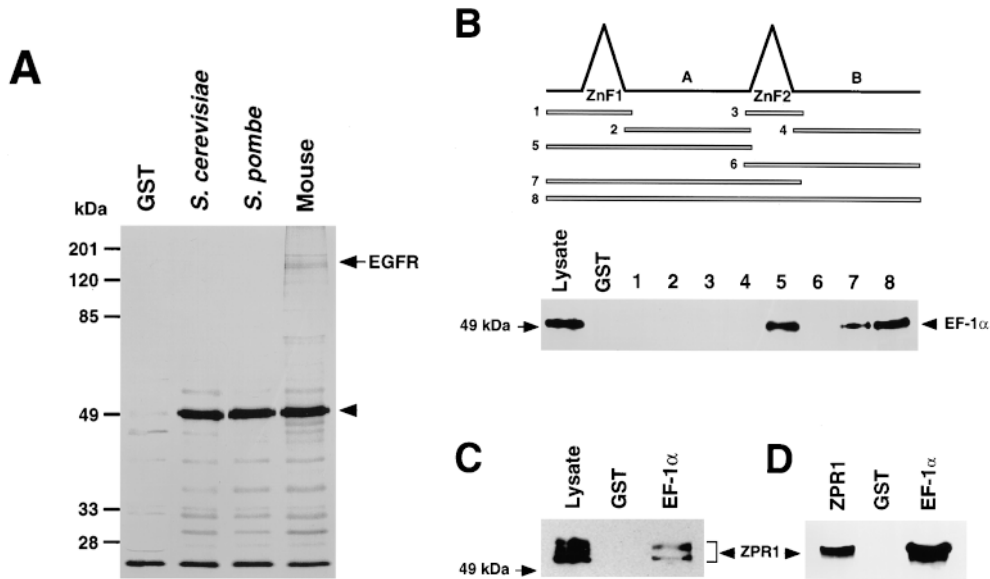 A
kDa
GST
S. cerevisiae
S. pombe
Mouse
201
120
85
49
33
28
EGFR
B
ZnF1
A
ZnF2
B
1
3
2
4
5
6
7
8
Lysate
GST
1 2 3 4 5 6 7 8
49 kDa
EF-1α
C
Lysate
GST
EF-1α
49 kDa
ZPR1
D
ZPR1
GST
EF-1α